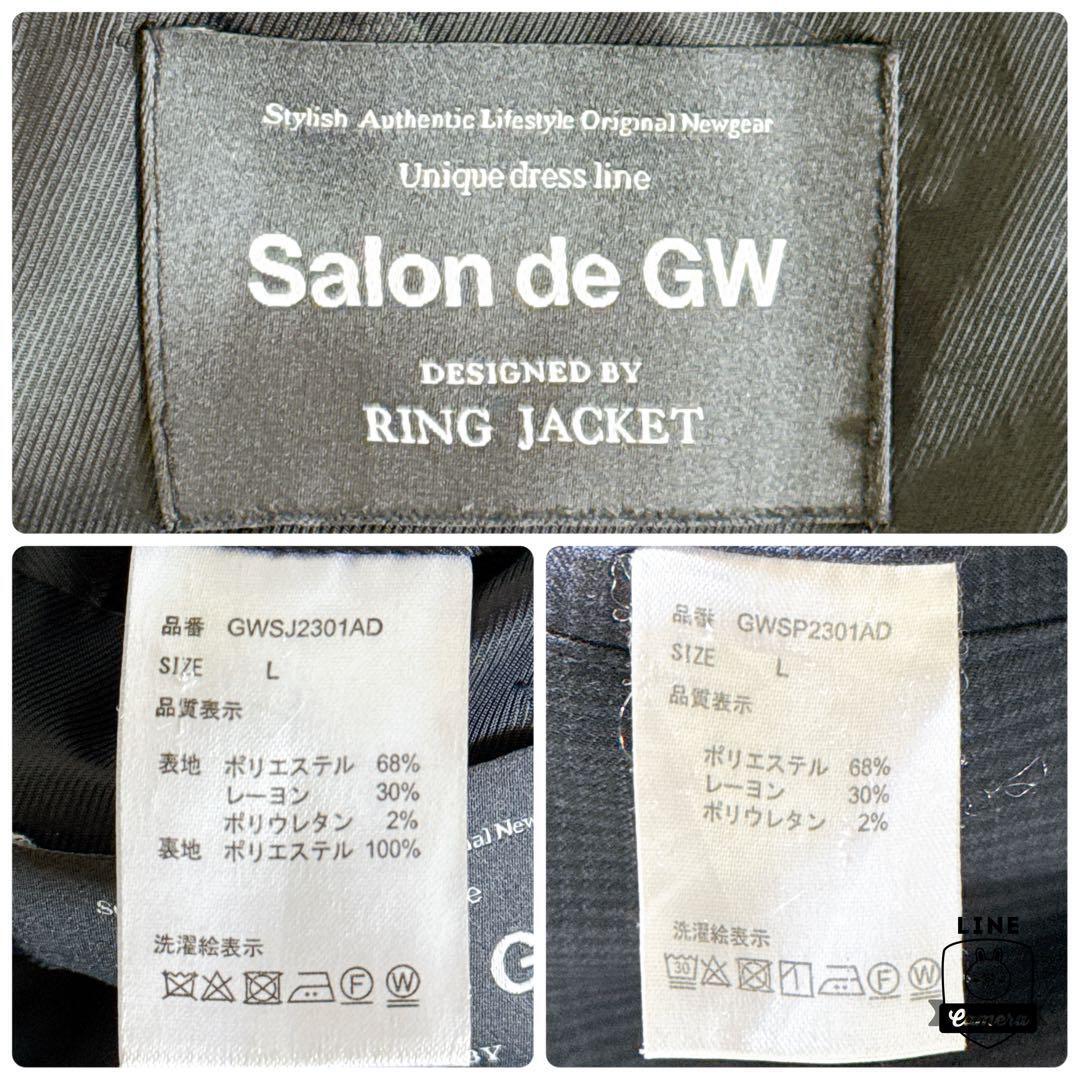 Stylish Authentic Lifestyle Original Newgear
Unique dress line
Salon de GW
DESIGNED BY
RING JACKET
品番 GWSJ2301AD
SIZE L
品質表示
表地 ポリエステル 68%
レーヨン 30%
ポリウレタン 2%
裏地 ポリエステル 100%
洗濯絵表示
F W
nal New
e
G
BY
品番 GWSP2301AD
SIZE L
品質表示
ポリエステル 68%
レーヨン 30%
ポリウレタン 2%
洗濯絵表示
30 F W
LINE
Camera